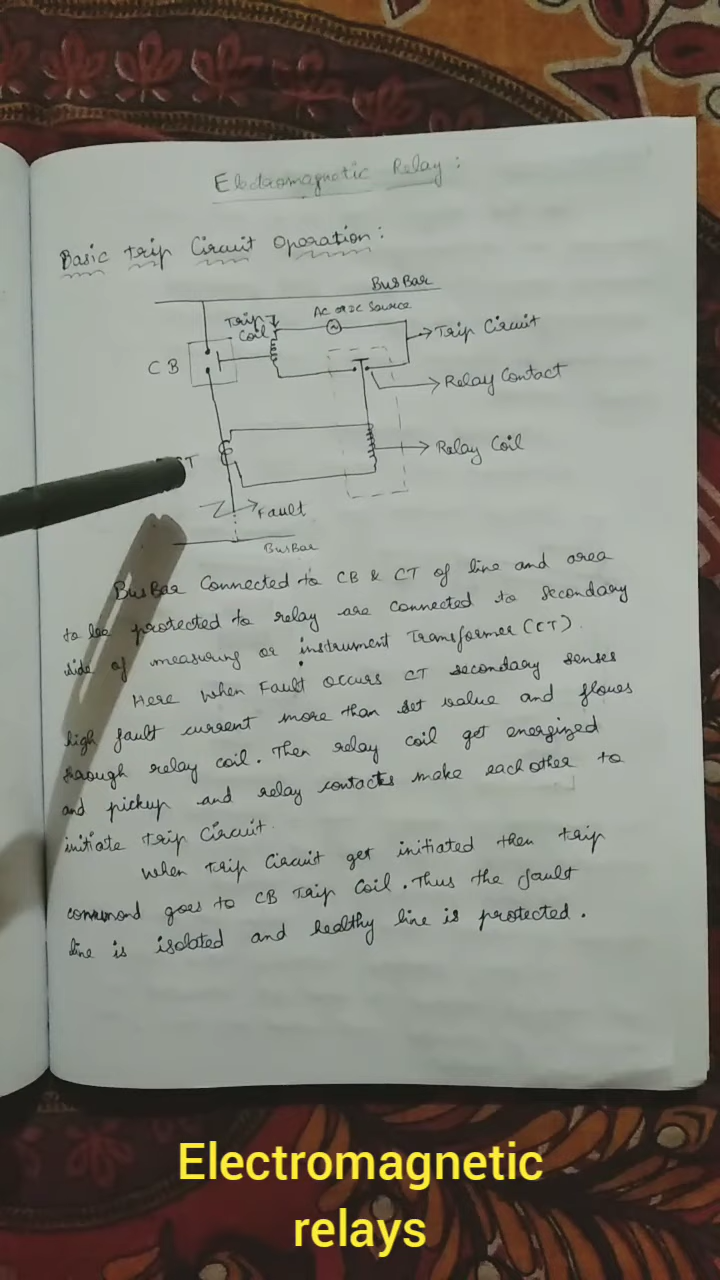 Electromagnetic Relay :
Basic trip Circuit Operation :
BusBar
AC or DC Source
Trip
Coil
Trip Circuit
CB
Relay Contact
Relay Coil
Fault
BusBar
BusBar Connected to CB & CT of line and area
to be protected to relay are connected to secondary
side of measuring or instrument Transformer (CT).
Here when Fault occurs CT secondary senses
high fault current more than set value and flows
through relay coil. Then relay coil get energized
and pickup and relay contacts make each other to
initiate Trip Circuit.
When trip Circuit get initiated then trip
command goes to CB Trip Coil. Thus the fault
line is isolated and healthy line is protected.
Electromagnetic
relays